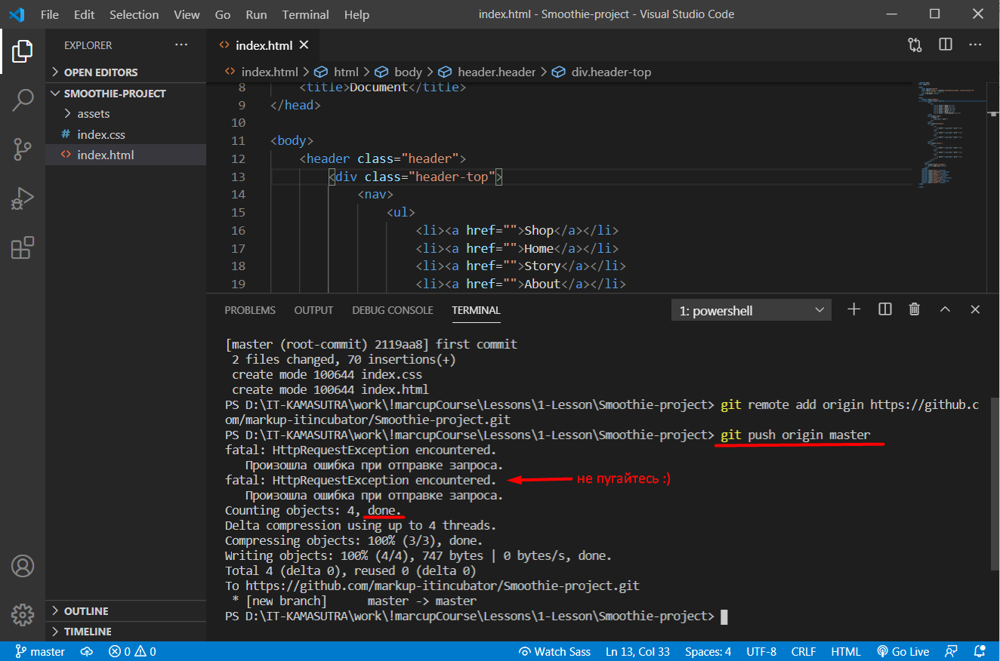 File Edit Selection View Go Run Terminal Help index.html - Smoothie-project - Visual Studio Code
EXPLORER
OPEN EDITORS
SMOOTHIE-PROJECT
assets
# index.css
<> index.html
<> index.html
<> index.html > html > body > header.header > div.header-top
8 <title>Document</title>
9 </head>
10
11 <body>
12 <header class="header">
13 <div class="header-top">
14 <nav>
15 <ul>
16 <li><a href="">Shop</a></li>
17 <li><a href="">Home</a></li>
18 <li><a href="">Story</a></li>
19 <li><a href="">About</a></li>
PROBLEMS OUTPUT DEBUG CONSOLE TERMINAL 1: powershell
[master (root-commit) 2119aa8] first commit
2 files changed, 70 insertions(+)
create mode 100644 index.css
create mode 100644 index.html
PS D:\IT-KAMASUTRA\work\!marcupCourse\Lessons\1-Lesson\Smoothie-project> git remote add origin https://github.c
om/markup-itincubator/Smoothie-project.git
PS D:\IT-KAMASUTRA\work\!marcupCourse\Lessons\1-Lesson\Smoothie-project> git push origin master
fatal: HttpRequestException encountered.
Произошла ошибка при отправке запроса.
fatal: HttpRequestException encountered. не пугайтесь :)
Произошла ошибка при отправке запроса.
Counting objects: 4, done.
Delta compression using up to 4 threads.
Compressing objects: 100% (3/3), done.
Writing objects: 100% (4/4), 747 bytes | 0 bytes/s, done.
Total 4 (delta 0), reused 0 (delta 0)
To https://github.com/markup-itincubator/Smoothie-project.git
* [new branch] master -> master
PS D:\IT-KAMASUTRA\work\!marcupCourse\Lessons\1-Lesson\Smoothie-project>
OUTLINE
TIMELINE
master 0 0 Watch Sass Ln 13, Col 33 Spaces: 4 UTF-8 CRLF HTML Go Live